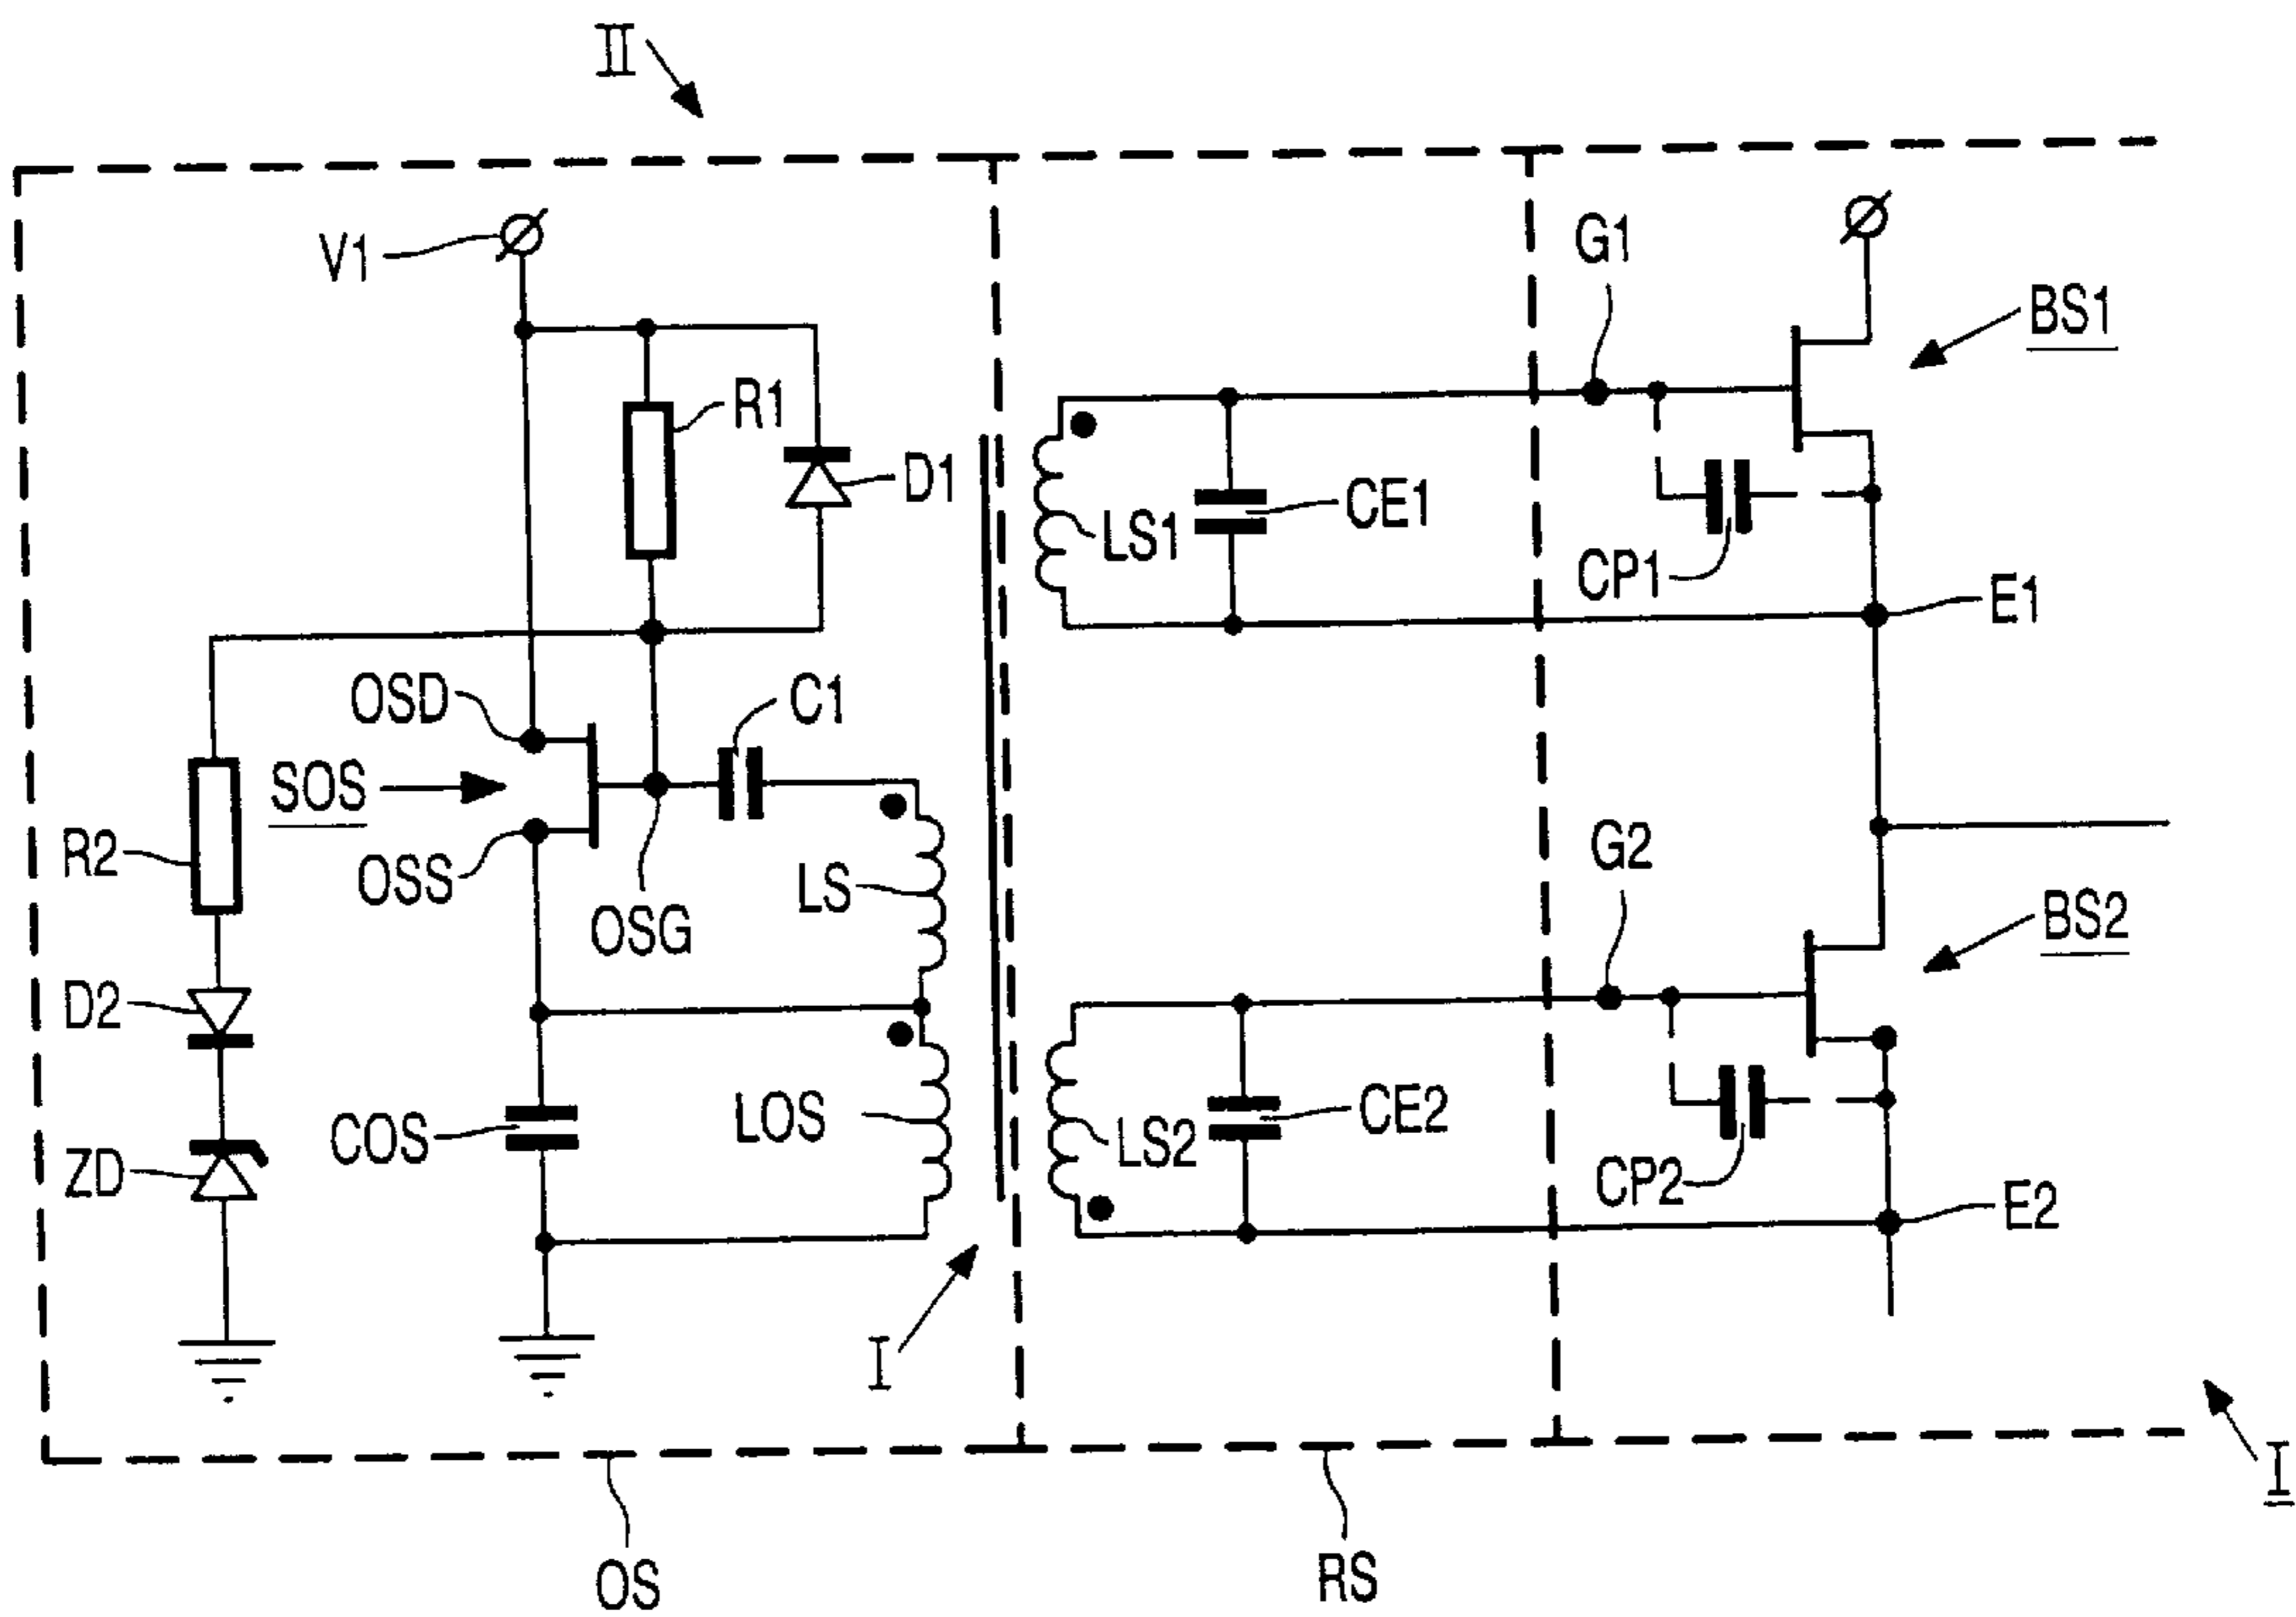 II
V1
G1
BS1
R1
D1
LS1
CE1
CP1
E1
OSD
C1
SOS
R2
OSS
OSG
LS
G2
BS2
D2
COS
LOS
LS2
CE2
ZD
CP2
E2
I
I
OS
RS